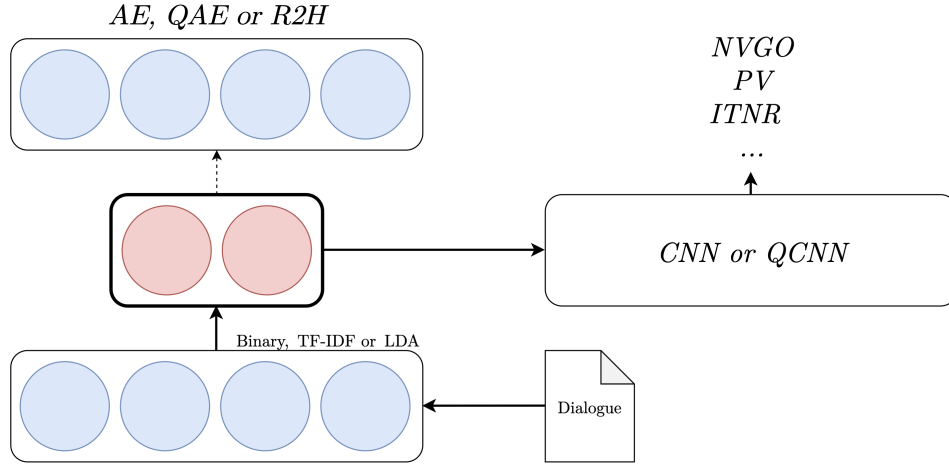 AE, QAE or R2H
NVGO
PV
ITNR
...
CNN or QCNN
Binary, TF-IDF or LDA
Dialogue